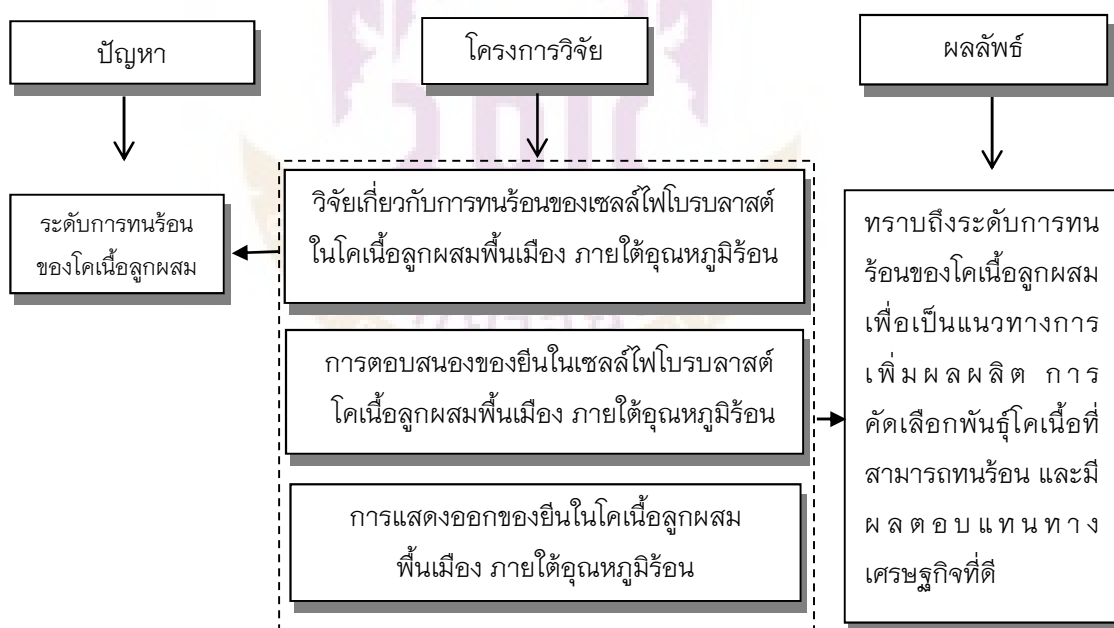 ปัญหา
โครงการวิจัย
ผลลัพธ์
ระดับการทนร้อน
ของโคเนื้อลูกผสม
วิจัยเกี่ยวกับการทนร้อนของเซลล์ไฟโบรบลาสต์
ในโคเนื้อลูกผสมพื้นเมือง ภายใต้อุณหภูมิร้อน
การตอบสนองของยีนในเซลล์ไฟโบรบลาสต์
โคเนื้อลูกผสมพื้นเมือง ภายใต้อุณหภูมิร้อน
การแสดงออกของยีนในโคเนื้อลูกผสม
พื้นเมือง ภายใต้อุณหภูมิร้อน
ทราบถึงระดับการทน
ร้อนของโคเนื้อลูกผสม
เพื่อเป็นแนวทางการ
เพิ่มผลผลิต การ
คัดเลือกพันธุ์โคเนื้อที่
สามารถทนร้อน และมี
ผลตอบแทนทาง
เศรษฐกิจที่ดี